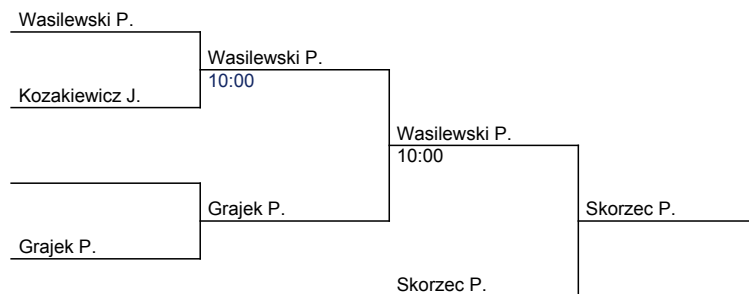 Wasilewski P.
Wasilewski P.
10:00
Kozakiewicz J.
Wasilewski P.
10:00
Grajek P.
Skorzec P.
Grajek P.
Skorzec P.